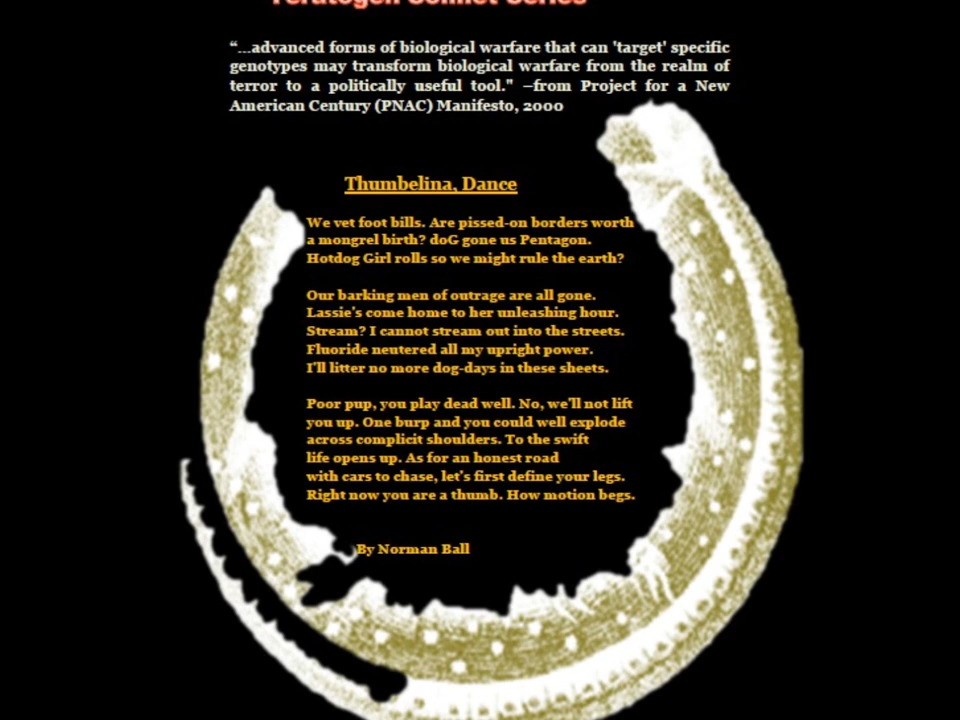 Teratogen Sonnet Series
“...advanced forms of biological warfare that can 'target' specific
genotypes may transform biological warfare from the realm of
terror to a politically useful tool." –from Project for a New
American Century (PNAC) Manifesto, 2000
Thumbelina, Dance
We vet foot bills. Are pissed-on borders worth
a mongrel birth? doG gone us Pentagon.
Hotdog Girl rolls so we might rule the earth?
Our barking men of outrage are all gone.
Lassie's come home to her unleashing hour.
Stream? I cannot stream out into the streets.
Fluoride neutered all my upright power.
I'll litter no more dog-days in these sheets.
Poor pup, you play dead well. No, we'll not lift
you up. One burp and you could well explode
across complicit shoulders. To the swift
life opens up. As for an honest road
with cars to chase, let's first define your legs.
Right now you are a thumb. How motion begs.
By Norman Ball